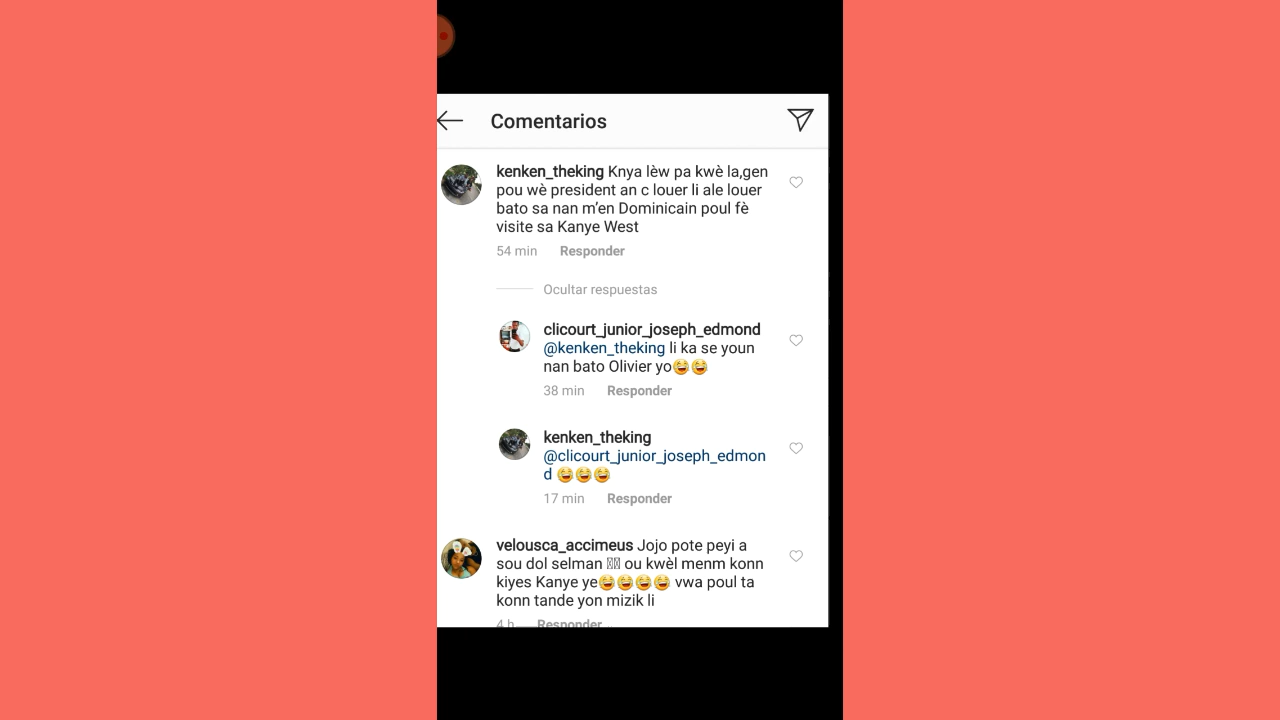 Comentarios
kenken_theking Knya lèw pa kwè la,gen
pou wè president an c louer li ale louer
bato sa nan m'en Dominicain poul fè
visite sa Kanye West
54 min Responder
Ocultar respuestas
clicourt_junior_joseph_edmond
@kenken_theking li ka se youn
nan bato Olivier yo😂😂
38 min Responder
kenken_theking
@clicourt_junior_joseph_edmon
d 😂😂😂
17 min Responder
velousca_accimeus Jojo pote peyi a
sou dol selman ou kwèl menm konn
kiyes Kanye ye😂😂😂😂 vwa poul ta
konn tande yon mizik li
4 h Responder